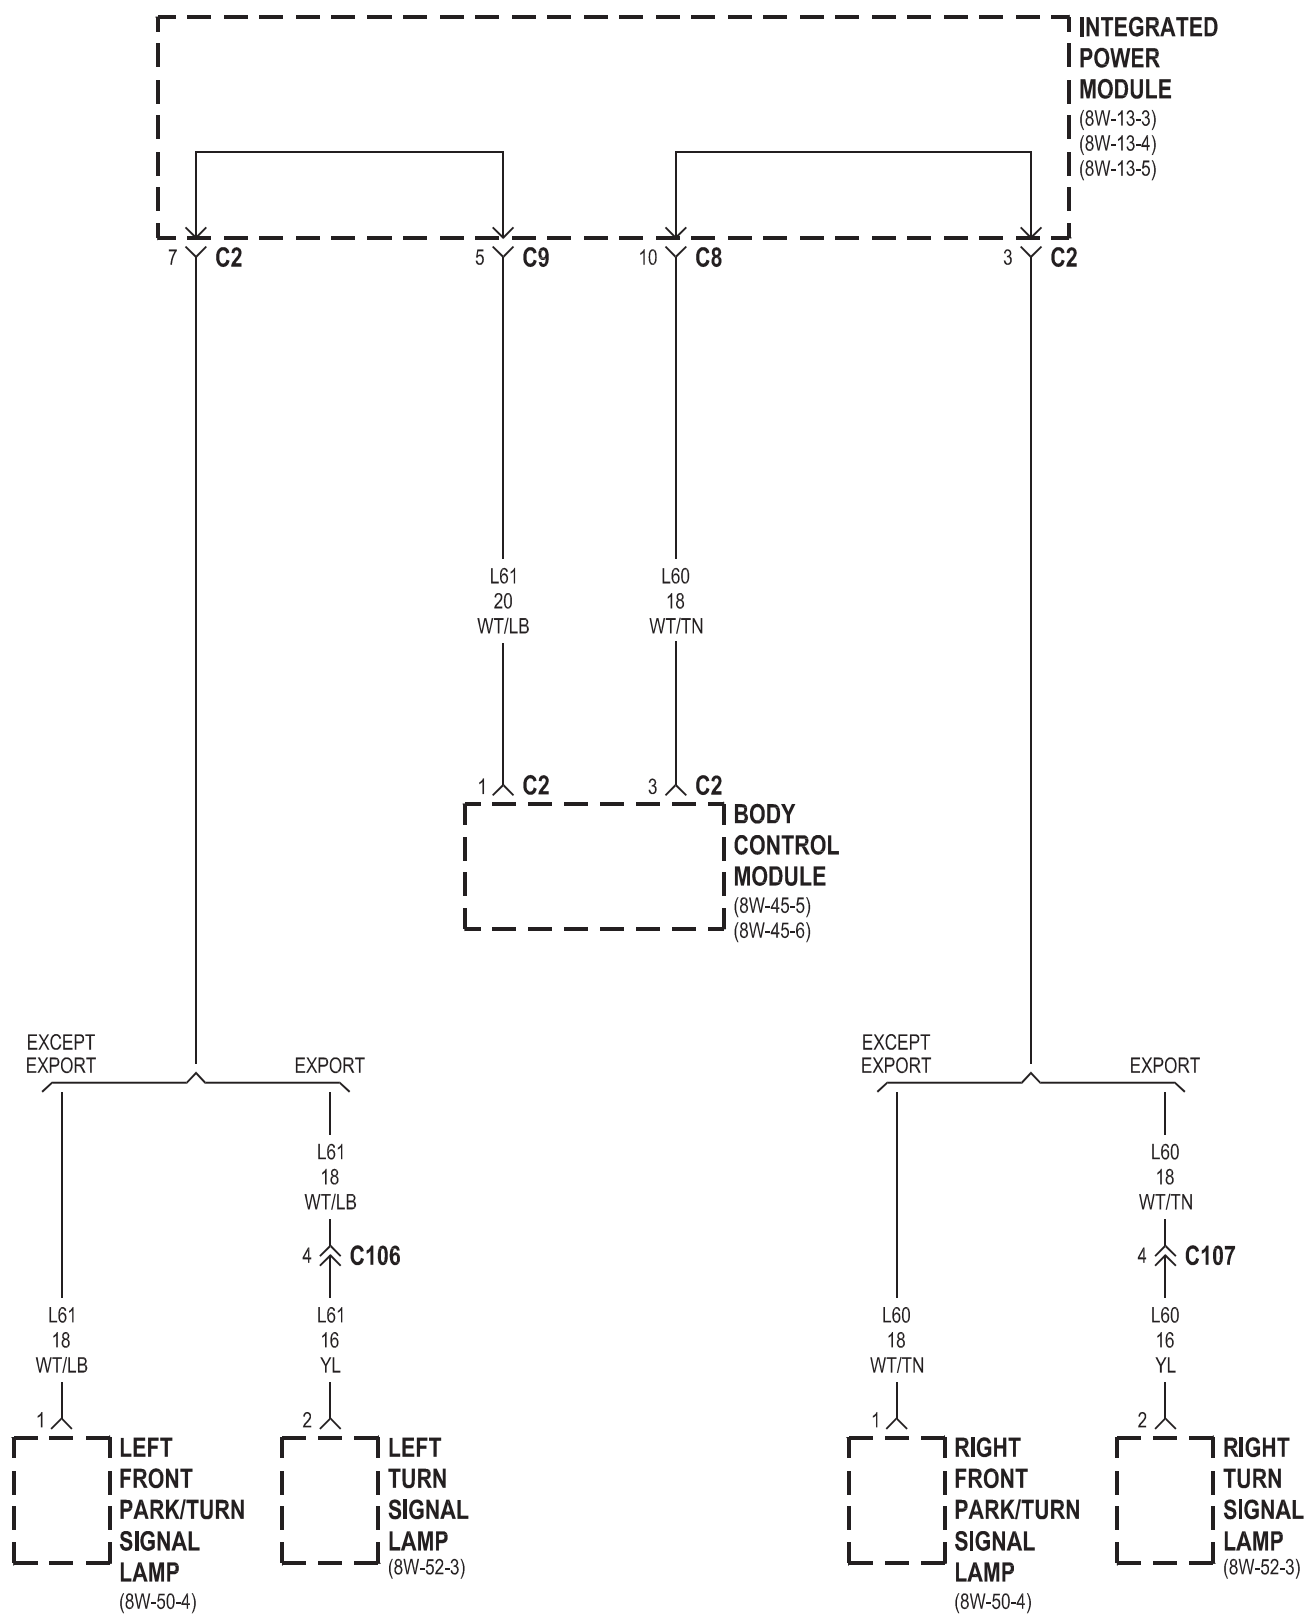 INTEGRATED
POWER
MODULE
(8W-13-3)
(8W-13-4)
(8W-13-5)
7 C2
5 C9
10 C8
3 C2
L61
20
WT/LB
L60
18
WT/TN
1 C2
3 C2
BODY
CONTROL
MODULE
(8W-45-5)
(8W-45-6)
EXCEPT
EXPORT
EXPORT
EXCEPT
EXPORT
EXPORT
L61
18
WT/LB
4 C106
L60
18
WT/TN
4 C107
L61
18
WT/LB
L61
16
YL
L60
18
WT/TN
L60
16
YL
1
2
1
2
LEFT
FRONT
PARK/TURN
SIGNAL
LAMP
(8W-50-4)
LEFT
TURN
SIGNAL
LAMP
(8W-52-3)
RIGHT
FRONT
PARK/TURN
SIGNAL
LAMP
(8W-50-4)
RIGHT
TURN
SIGNAL
LAMP
(8W-52-3)